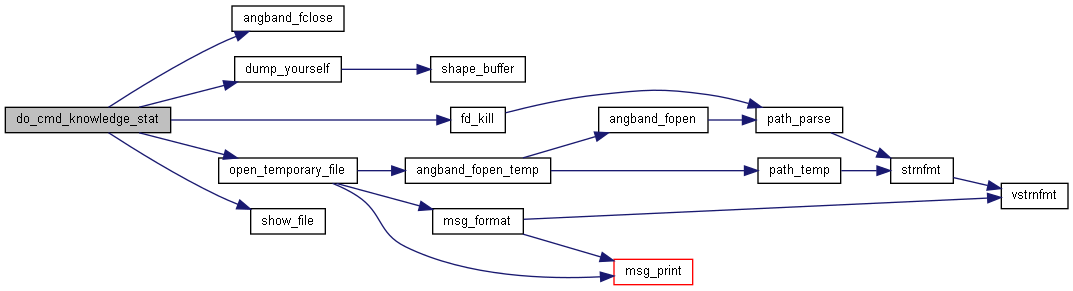 angband_fclose
dump_yourself
shape_buffer
do_cmd_knowledge_stat
fd_kill
angband_fopen
path_parse
open_temporary_file
angband_fopen_temp
path_temp
strnfmt
vstrnfmt
show_file
msg_format
msg_print